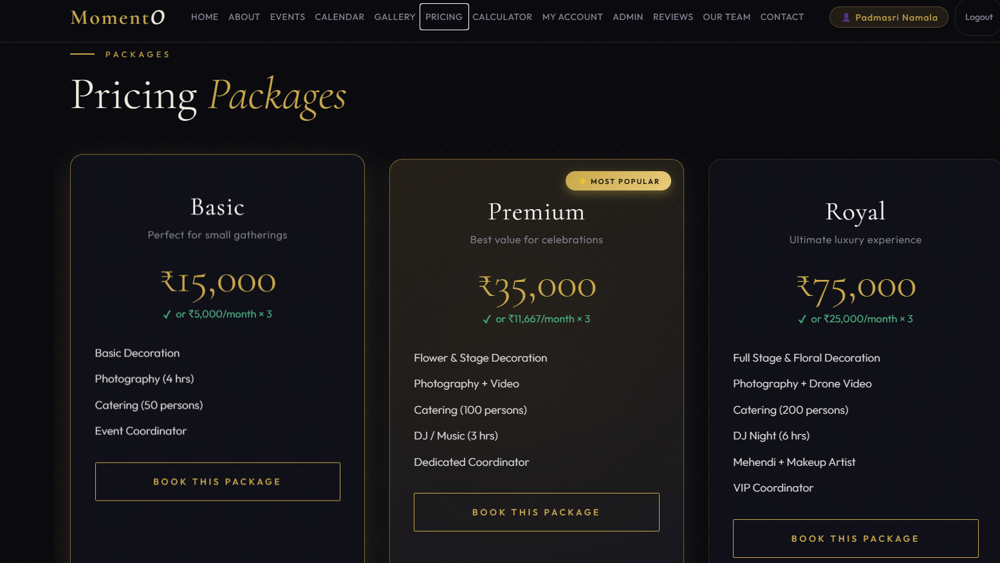 MomentO
HOME ABOUT EVENTS CALENDAR GALLERY PRICING CALCULATOR MY ACCOUNT ADMIN REVIEWS OUR TEAM CONTACT
Padmasri Namala
Logout
PACKAGES
Pricing Packages
Basic
Perfect for small gatherings
₹15,000
✓ or ₹5,000/month × 3
Basic Decoration
Photography (4 hrs)
Catering (50 persons)
Event Coordinator
BOOK THIS PACKAGE
MOST POPULAR
Premium
Best value for celebrations
₹35,000
✓ or ₹11,667/month × 3
Flower & Stage Decoration
Photography + Video
Catering (100 persons)
DJ / Music (3 hrs)
Dedicated Coordinator
BOOK THIS PACKAGE
Royal
Ultimate luxury experience
₹75,000
✓ or ₹25,000/month × 3
Full Stage & Floral Decoration
Photography + Drone Video
Catering (200 persons)
DJ Night (6 hrs)
Mehendi + Makeup Artist
VIP Coordinator
BOOK THIS PACKAGE